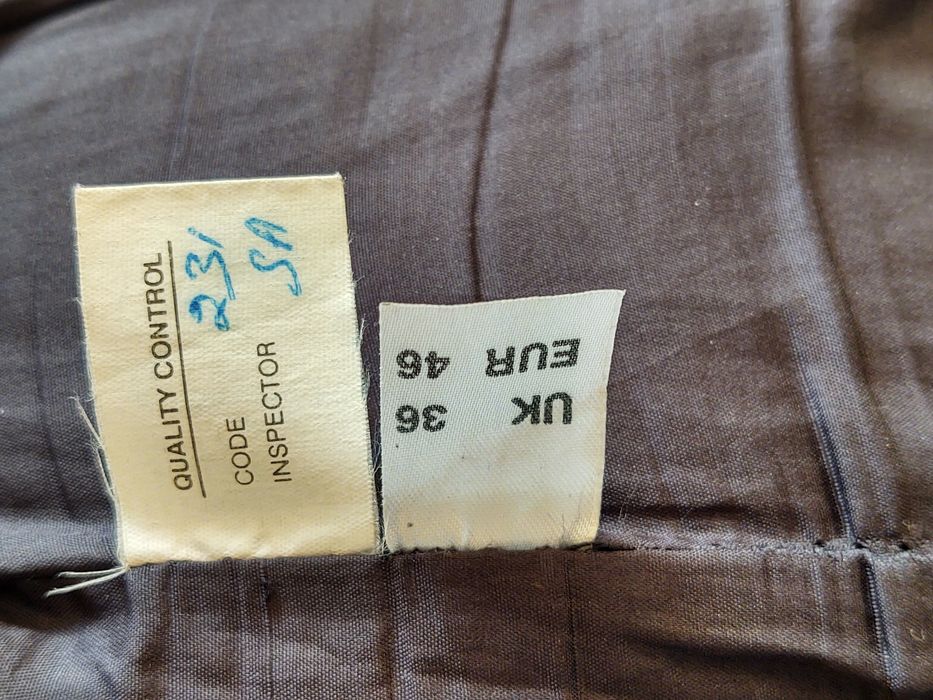 QUALITY CONTROL
CODE 231
INSPECTOR SA
UK 36
EUR 46